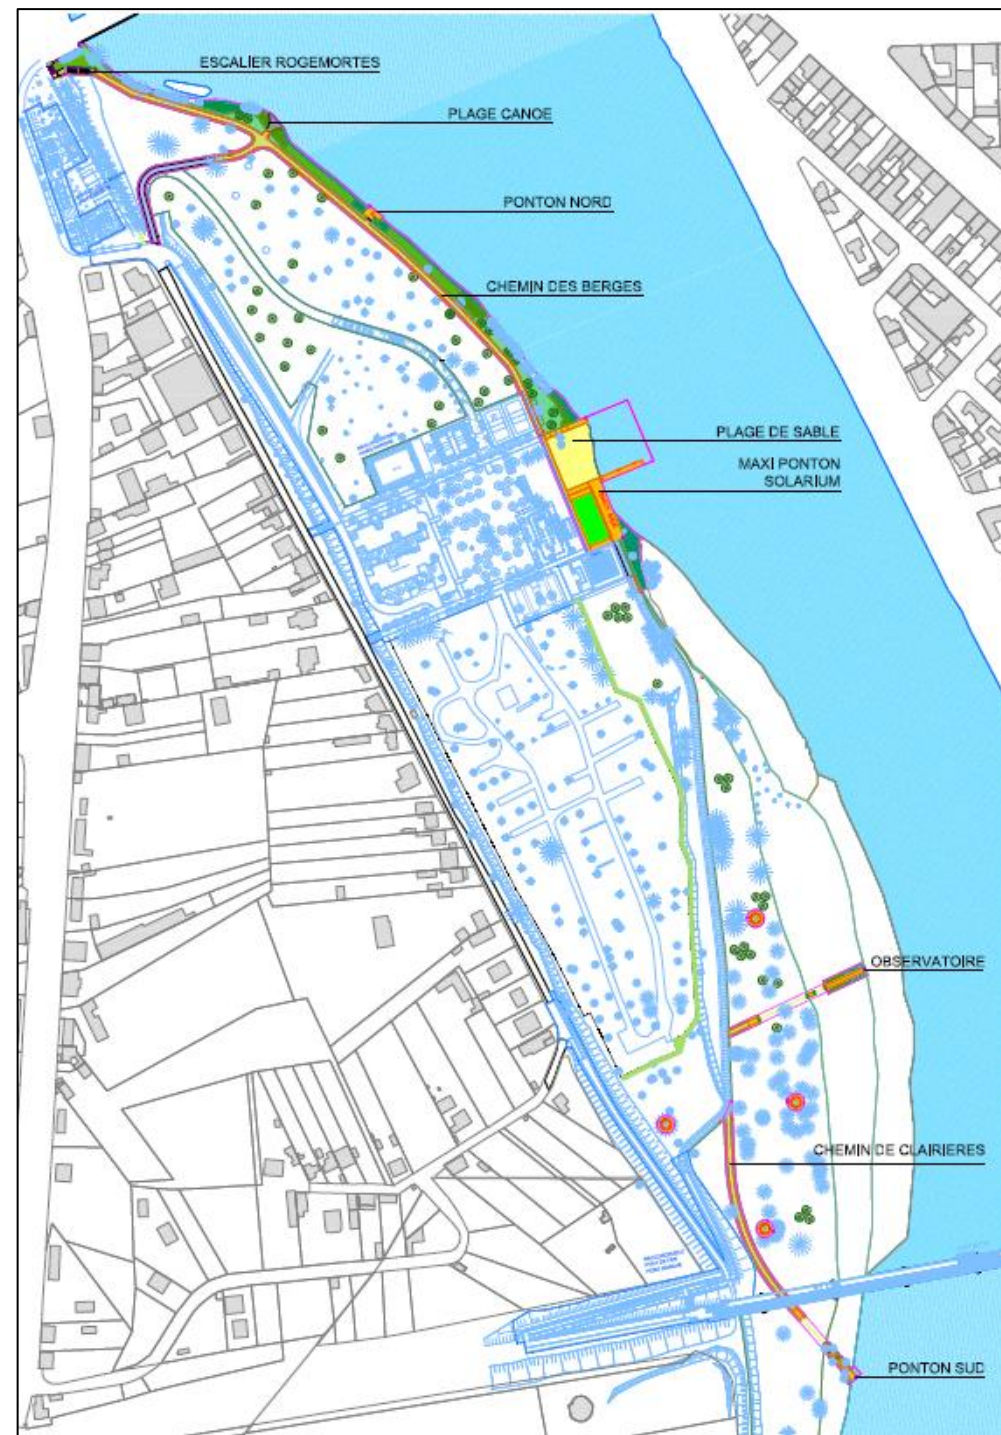 ESCALIER ROGEMORTES
PLAGE CANOE
PONTON NORD
CHEMIN DES BERGES
PLAGE DE SABLE
MAXI PONTON
SOLARIUM
OBSERVATOIRE
CHEMIN DE CLAIRIERES
PONTON SUD